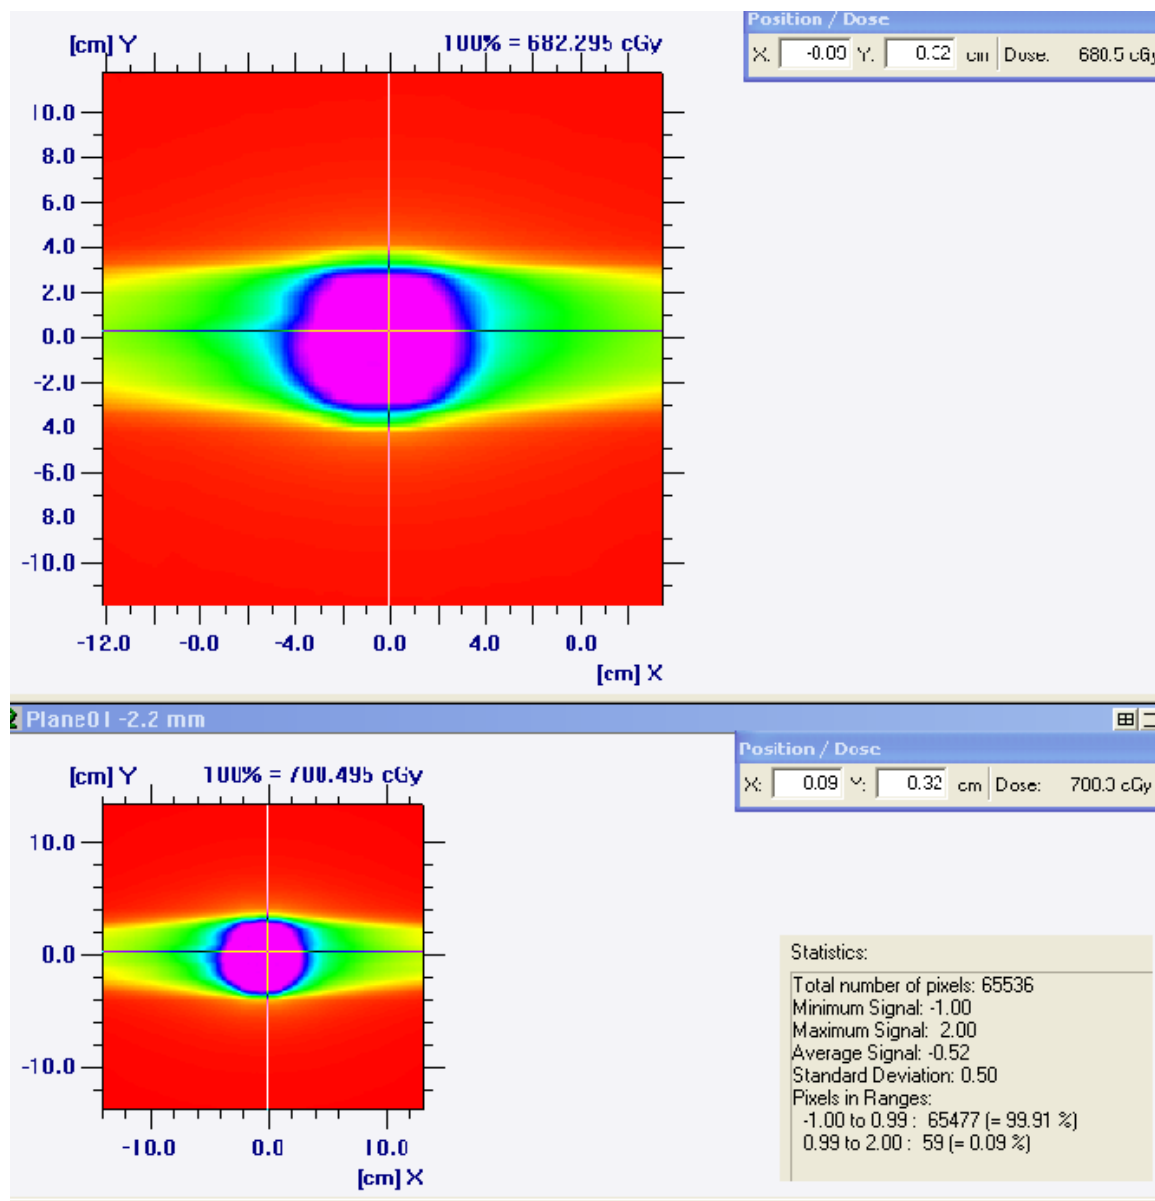 [cm] Y 100% = 682.295 cGy
Position / Dose
X: -0.09 Y: 0.32 cm Dose: 680.5 cGy
10.0
8.0
6.0
4.0
2.0
0.0
-2.0
4.0
-6.0
8.0
-10.0
-12.0 -0.0 -4.0 0.0 4.0 0.0
[cm] X
Plane01 -2.2 mm
Position / Dose
[cm] Y 100% = 700.495 cGy
X: 0.09 Y: 0.32 cm Dose: 700.3 cGy
10.0
0.0
-10.0
-10.0 0.0 10.0
[cm] X
Statistics:
Total number of pixels: 65536
Minimum Signal: -1.00
Maximum Signal: 2.00
Average Signal: -0.52
Standard Deviation: 0.50
Pixels in Ranges:
-1.00 to 0.99 : 65477 (= 99.91 %)
0.99 to 2.00 : 59 (= 0.09 %)